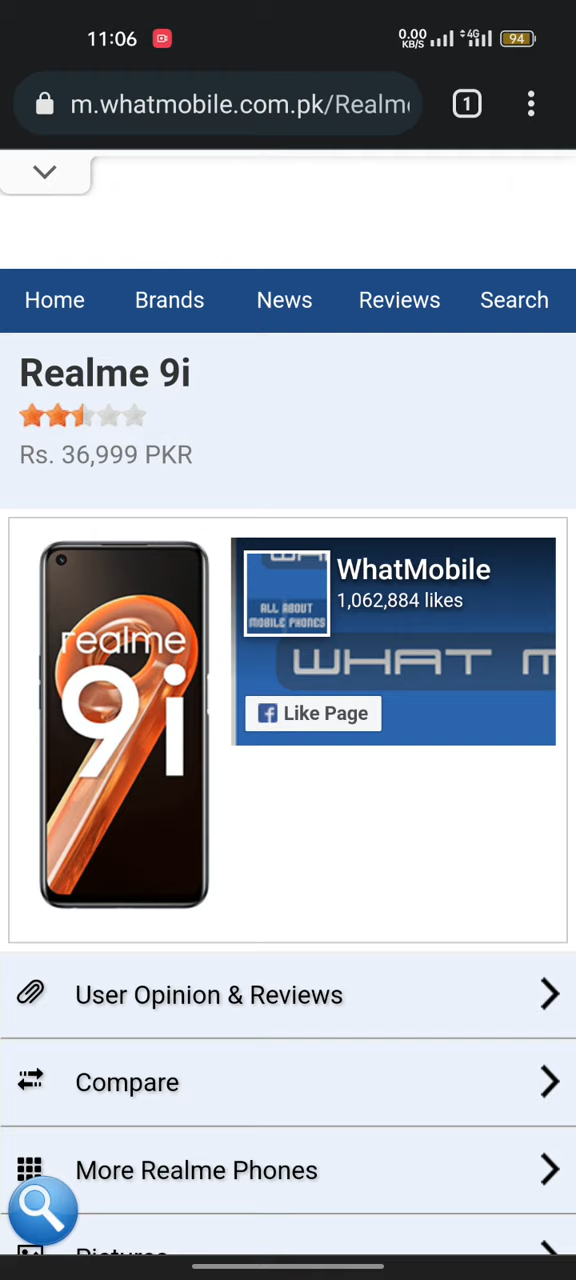 11:06
0.00
KB/S
4G
94
m.whatmobile.com.pk/Realm
1
Home Brands News Reviews Search
Realme 9i
Rs. 36,999 PKR
realme
9i
WhatMobile
1,062,884 likes
ALL ABOUT
MOBILE PHONES
WHAT M
Like Page
User Opinion & Reviews
Compare
More Realme Phones
Pictures